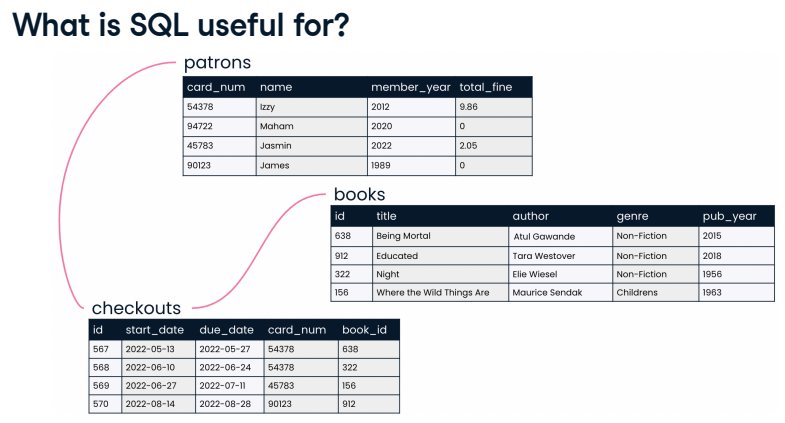 What is SQL useful for?
patrons
card_num name member_year total_fine
54378 Izzy 2012 9.86
94722 Maham 2020 0
45783 Jasmin 2022 2.05
90123 James 1989 0
books
id title author genre pub_year
638 Being Mortal Atul Gawande Non-Fiction 2015
912 Educated Tara Westover Non-Fiction 2018
322 Night Elie Wiesel Non-Fiction 1956
156 Where the Wild Things Are Maurice Sendak Childrens 1963
checkouts
id start_date due_date card_num book_id
567 2022-05-13 2022-05-27 54378 638
568 2022-06-10 2022-06-24 54378 322
569 2022-06-27 2022-07-11 45783 156
570 2022-08-14 2022-08-28 90123 912